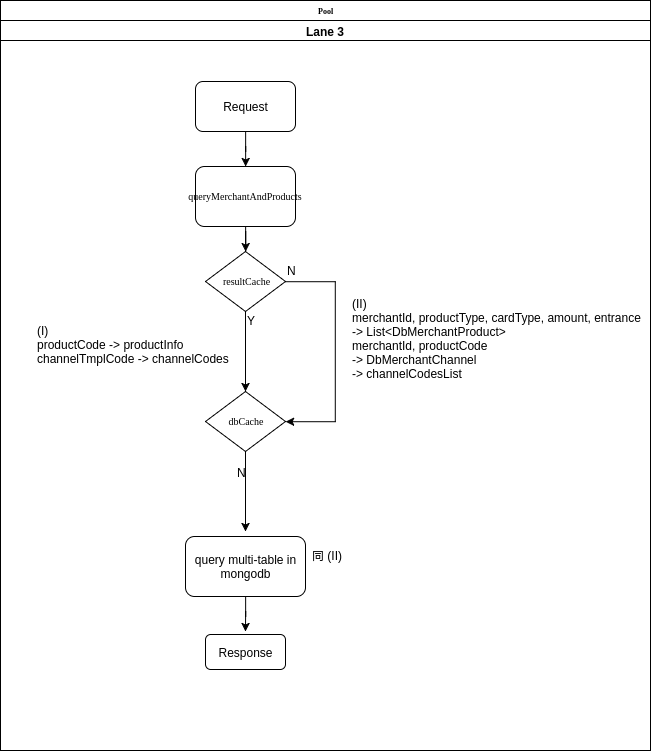 Pool
Lane 3
Request
queryMerchantAndProducts
resultCache
N
Y
(I)
productCode -> productInfo
channelTmplCode -> channelCodes
(II)
merchantId, productType, cardType, amount, entrance
-> List<DbMerchantProduct>
merchantId, productCode
-> DbMerchantChannel
-> channelCodesList
dbCache
N
query multi-table in
mongodb
同 (II)
Response